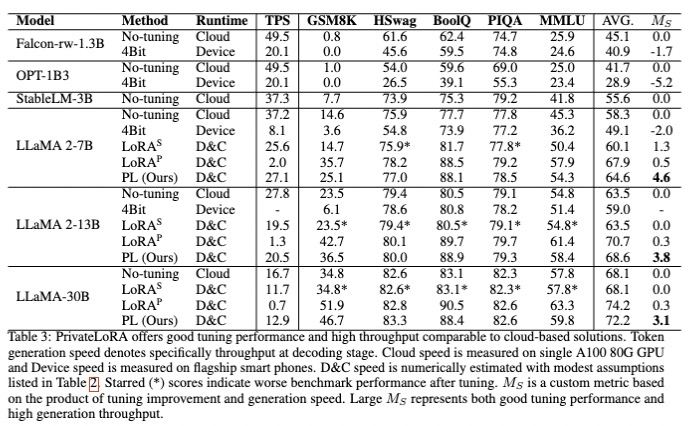 Model Method Runtime TPS GSM8K HSwag BoolQ PIQA MMLU AVG. M_S
Falcon-rw-1.3B No-tuning Cloud 49.5 0.8 61.6 62.4 74.7 25.9 45.1 0.0
4Bit Device 20.1 0.0 45.6 59.5 74.8 24.6 40.9 -1.7
OPT-1B3 No-tuning Cloud 49.5 1.0 54.0 59.6 69.0 25.0 41.7 0.0
4Bit Device 20.1 0.0 26.5 39.1 55.3 23.4 28.9 -5.2
StableLM-3B No-tuning Cloud 37.3 7.7 73.9 75.3 79.2 41.8 55.6 0.0
LLaMA 2-7B No-tuning Cloud 37.2 14.6 75.9 77.7 77.8 45.3 58.3 0.0
4Bit Device 8.1 3.6 54.8 73.9 77.2 36.2 49.1 -2.0
LoRA^S D&C 25.6 14.7 75.9* 81.7 77.8* 50.4 60.1 1.3
LoRA^P D&C 2.0 35.7 78.2 88.5 79.2 57.9 67.9 0.5
PL (Ours) D&C 27.1 25.1 77.0 88.1 78.5 54.3 64.6 4.6
LLaMA 2-13B No-tuning Cloud 27.8 23.5 79.4 80.5 79.1 54.8 63.5 0.0
4Bit Device - 6.1 78.6 80.8 78.2 51.4 59.0 -
LoRA^S D&C 19.5 23.5* 79.4* 80.5* 79.1* 54.8* 63.5 0.0
LoRA^P D&C 1.3 42.7 80.1 89.7 79.7 61.4 70.7 0.3
PL (Ours) D&C 20.5 36.5 80.0 88.9 79.3 58.4 68.6 3.8
LLaMA-30B No-tuning Cloud 16.7 34.8 82.6 83.1 82.3 57.8 68.1 0.0
LoRA^S D&C 11.7 34.8* 82.6* 83.1* 82.3* 57.8* 68.1 0.0
LoRA^P D&C 0.7 51.9 82.8 90.5 82.6 63.3 74.2 0.3
PL (Ours) D&C 12.9 46.7 83.3 88.4 82.6 59.8 72.2 3.1
Table 3: PrivateLoRA offers good tuning performance and high throughput comparable to cloud-based solutions. Token
generation speed denotes specifically throughput at decoding stage. Cloud speed is measured on single A100 80G GPU
and Device speed is measured on flagship smart phones. D&C speed is numerically estimated with modest assumptions
listed in Table 2. Starred (*) scores indicate worse benchmark performance after tuning. M_S is a custom metric based
on the product of tuning improvement and generation speed. Large M_S represents both good tuning performance and
high generation throughput.